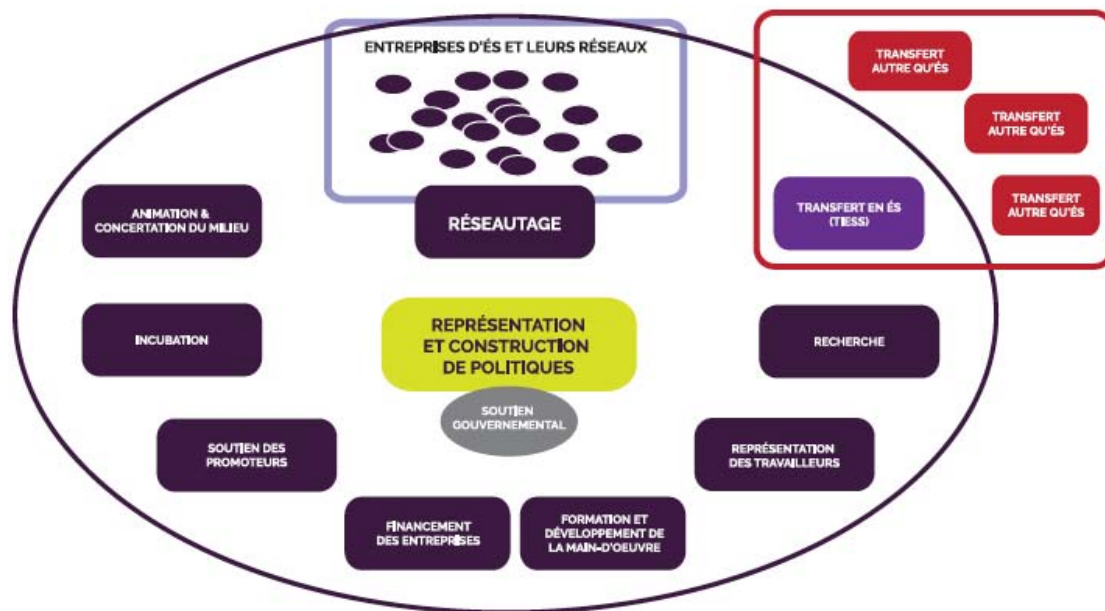 ENTREPRISES D'ÉS ET LEURS RÉSEAUX
TRANSFERT
AUTRE QU'ÉS
TRANSFERT
AUTRE QU'ÉS
TRANSFERT
AUTRE QU'ÉS
TRANSFERT EN ÉS
(TIESS)
ANIMATION &
CONCERTATION DU MILIEU
RÉSEAUTAGE
INCUBATION
REPRÉSENTATION
ET CONSTRUCTION
DE POLITIQUES
RECHERCHE
SOUTIEN
GOUVERNEMENTAL
SOUTIEN DES
PROMOTEURS
REPRÉSENTATION
DES TRAVAILLEURS
FINANCEMENT
DES ENTREPRISES
FORMATION ET
DÉVELOPPEMENT DE
LA MAIN-D'OEUVRE